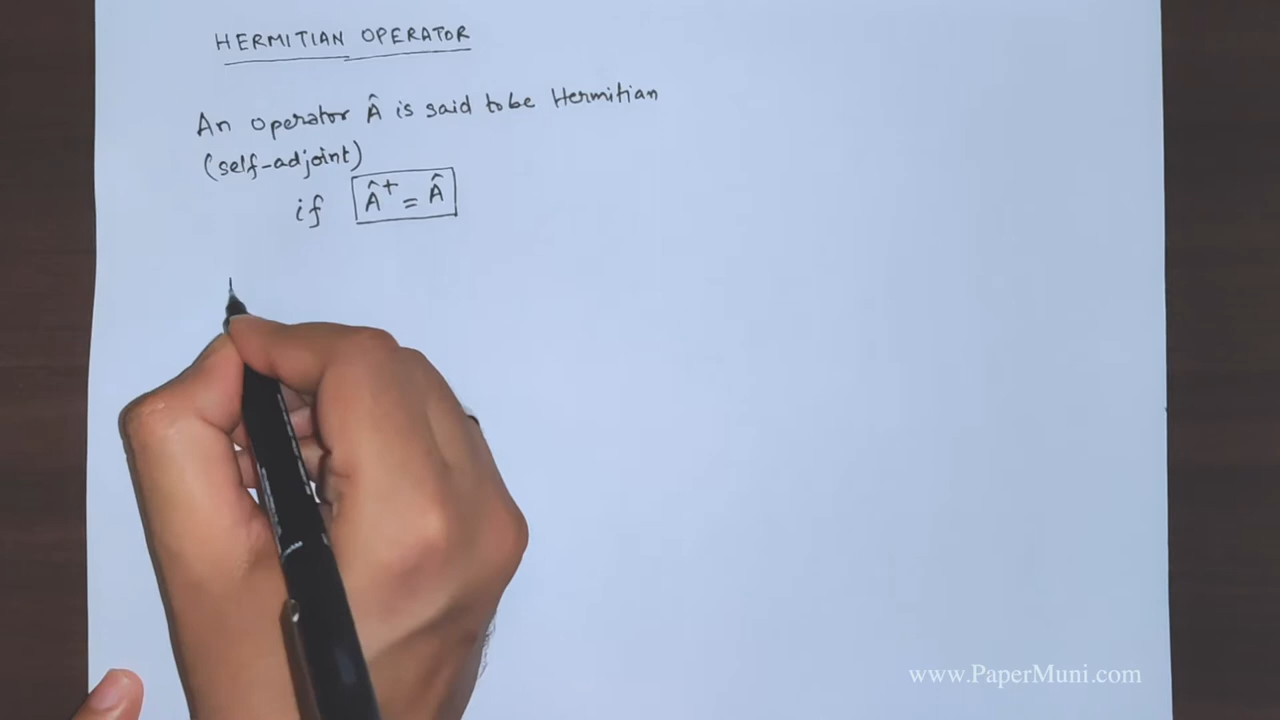 HERMITIAN OPERATOR
An operator Â is said to be Hermitian
(self-adjoint)
if Â† = Â
www.PaperMuni.com